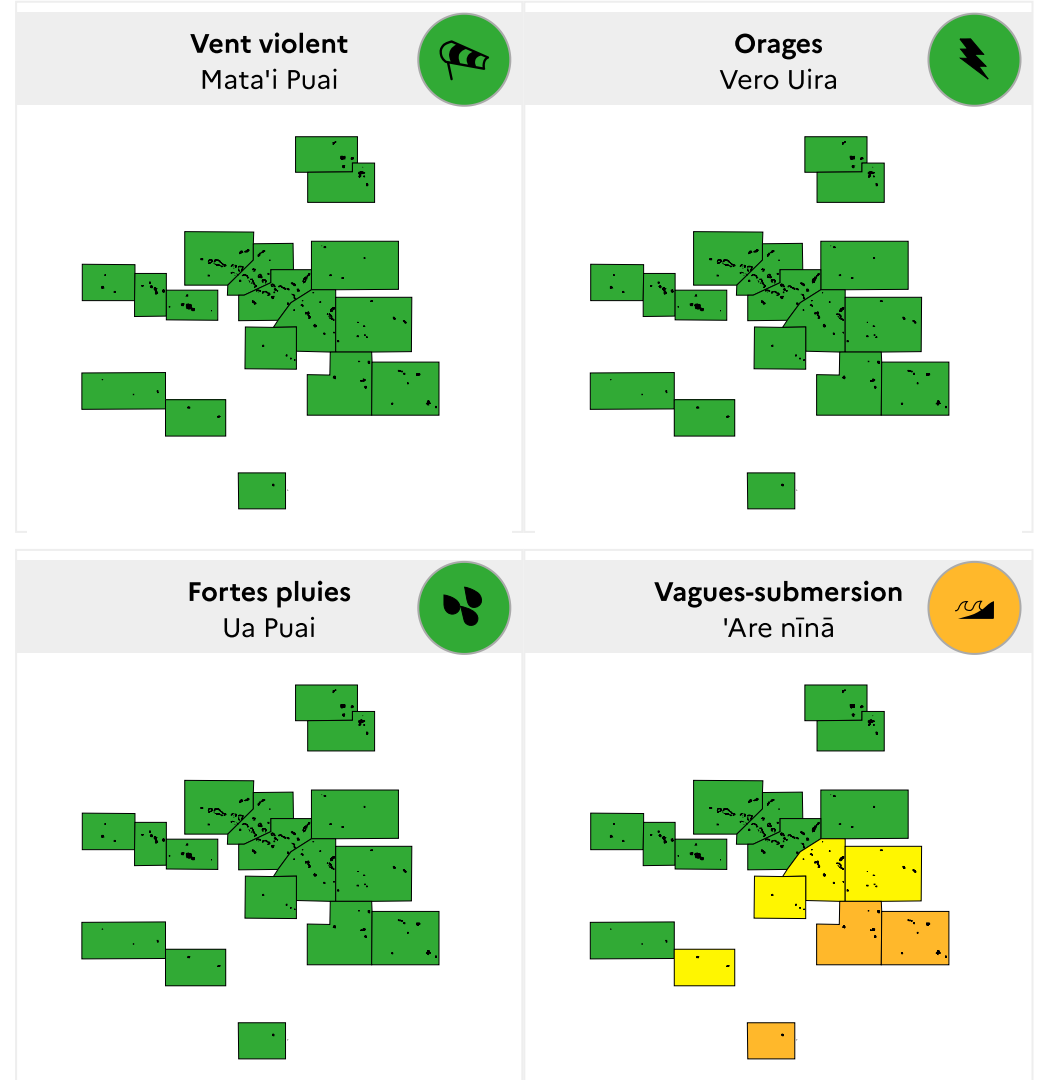 Vent violent
Mata'i Puai
Orages
Vero Uira
Fortes pluies
Ua Puai
Vagues-submersion
'Are nīnā